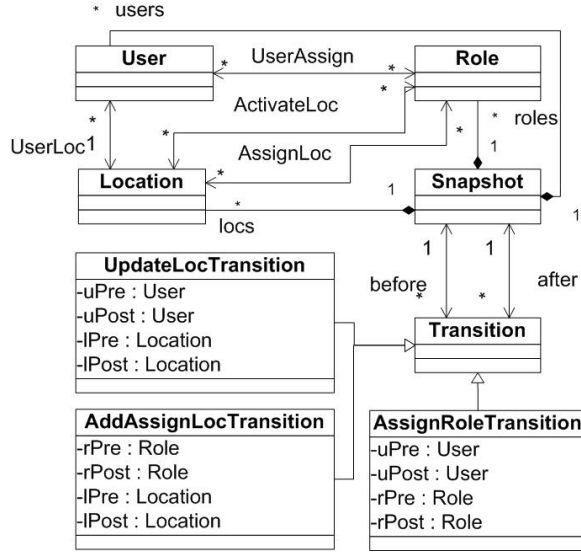 * users
User
* UserAssign *
Role
ActivateLoc *
* * roles
UserLoc 1
* AssignLoc *
* 1
Location
* 1
locs
Snapshot
1
1 1
before after
* *
UpdateLocTransition
-uPre : User
-uPost : User
-lPre : Location
-lPost : Location
Transition
AddAssignLocTransition
-rPre : Role
-rPost : Role
-lPre : Location
-lPost : Location
AssignRoleTransition
-uPre : User
-uPost : User
-rPre : Role
-rPost : Role